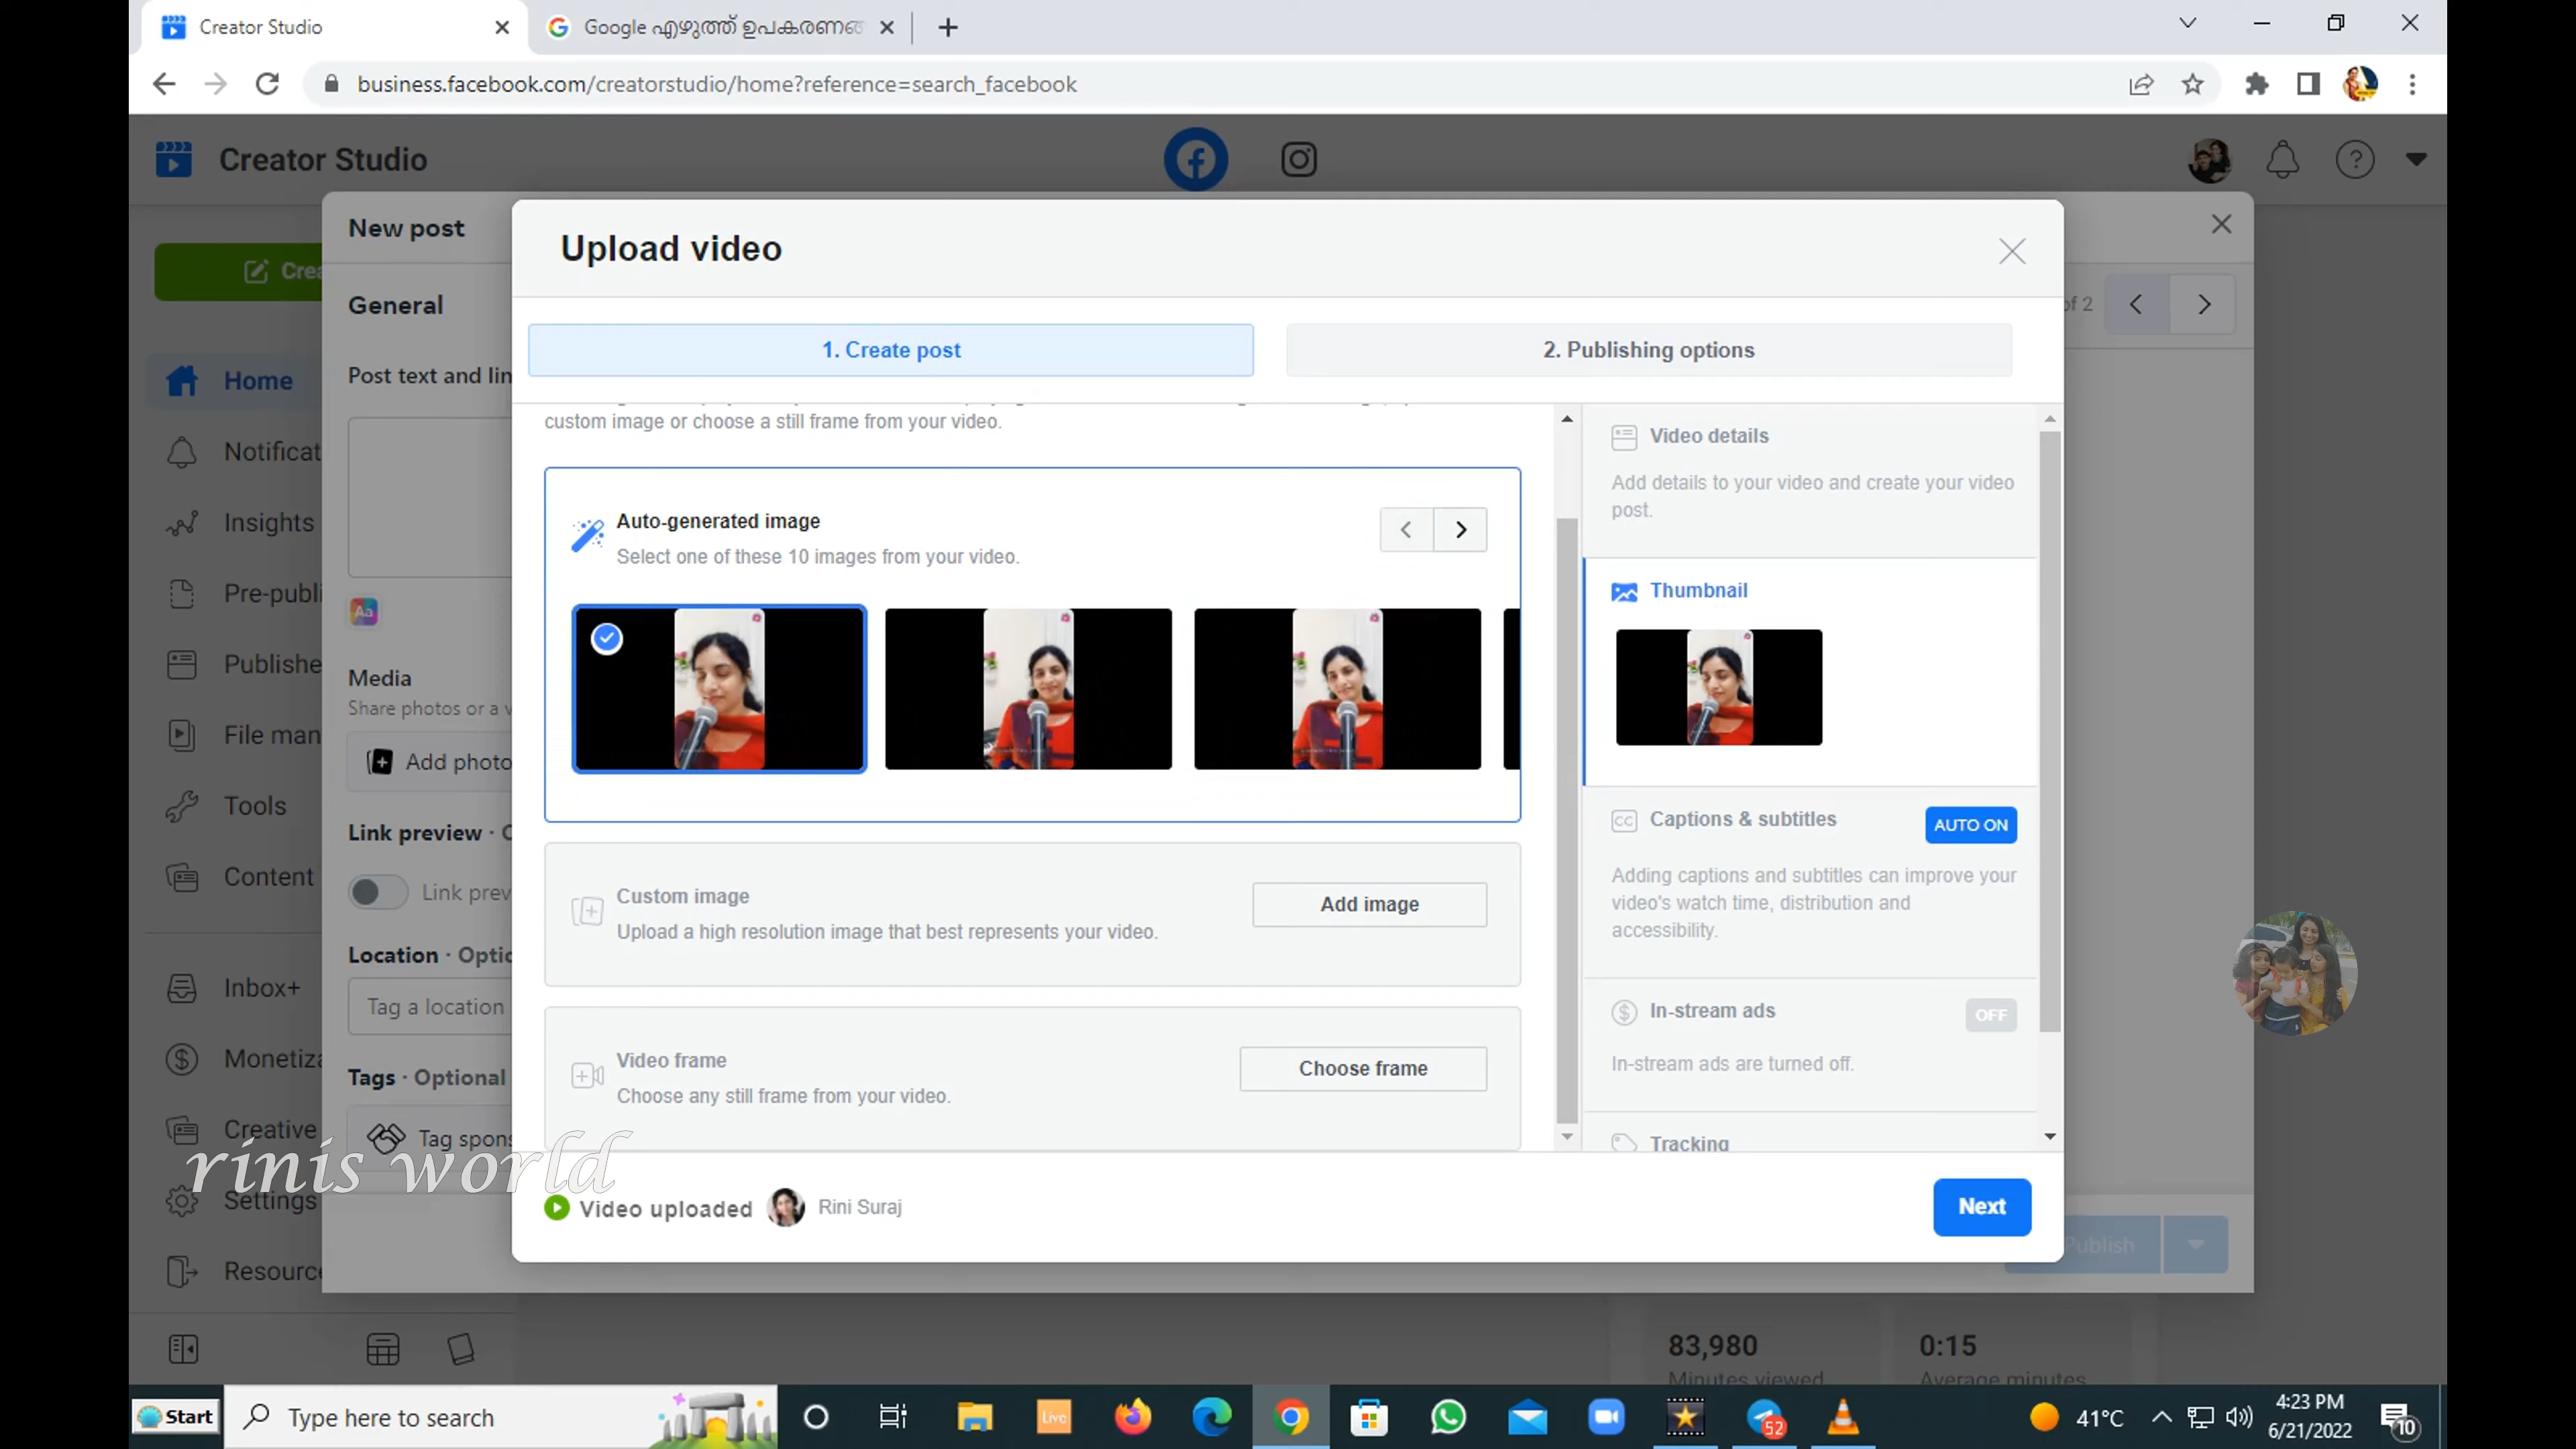 Creator Studio
Google എഴുത്ത് ഉപകരണങ്ങ
business.facebook.com/creatorstudio/home?reference=search_facebook
Creator Studio
New post
Upload video
Crea
General
of 2
1. Create post
2. Publishing options
Home
Post text and lin
custom image or choose a still frame from your video.
Video details
Notificat
Add details to your video and create your video
post.
Insights
Auto-generated image
Select one of these 10 images from your video.
Pre-publi
Thumbnail
Aa
Publishe
Media
Share photos or a v
File man
Add photo
Tools
Link preview · O
Captions & subtitles
AUTO ON
Content
Link prev
Custom image
Add image
Upload a high resolution image that best represents your video.
Adding captions and subtitles can improve your
video's watch time, distribution and
accessibility.
Location · Optio
Inbox+
Tag a location
In-stream ads
OFF
Monetiza
Video frame
Choose frame
In-stream ads are turned off.
Tags · Optional
Choose any still frame from your video.
Creative
Tag spons
Tracking
rinis world
Settings
Video uploaded
Rini Suraj
Next
Publish
Resource
83,980
0:15
Minutes viewed
Average minutes
Start
Type here to search
Live
52
41°C
4:23 PM
6/21/2022
10